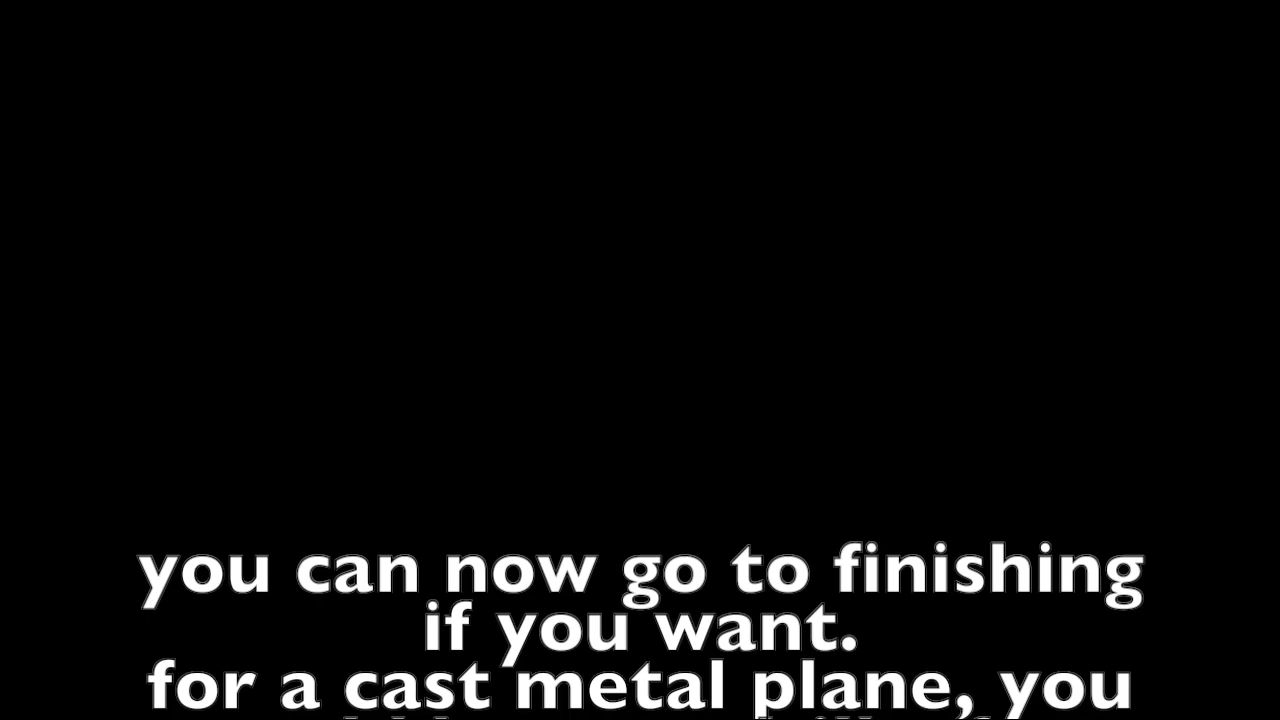 you can now go to finishing
if you want.
for a cast metal plane, you